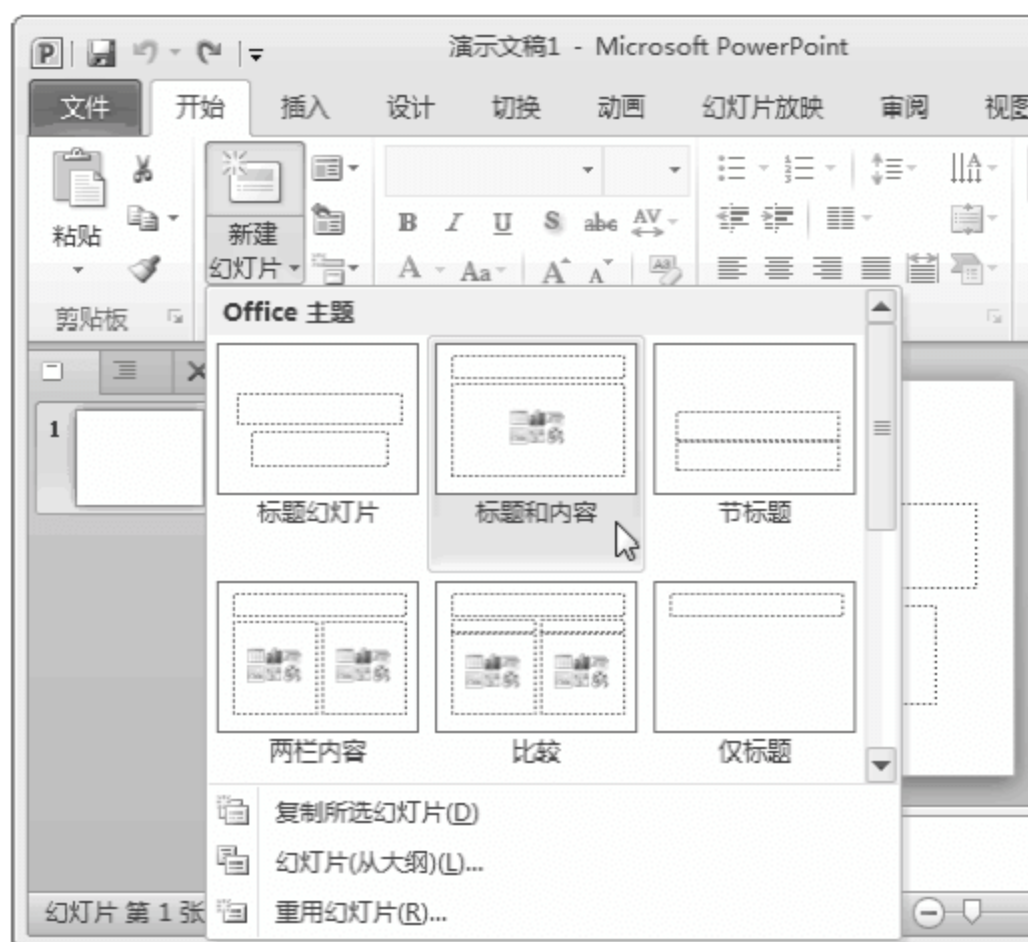 演示文稿1 - Microsoft PowerPoint
文件 开始 插入 设计 切换 动画 幻灯片放映 审阅 视图
粘贴
新建
幻灯片
B I U S abc AV
A Aa A A
剪贴板
Office 主题
1
标题幻灯片 标题和内容 节标题
两栏内容 比较 仅标题
复制所选幻灯片(D)
幻灯片(从大纲)(L)...
重用幻灯片(R)...
幻灯片 第 1 张